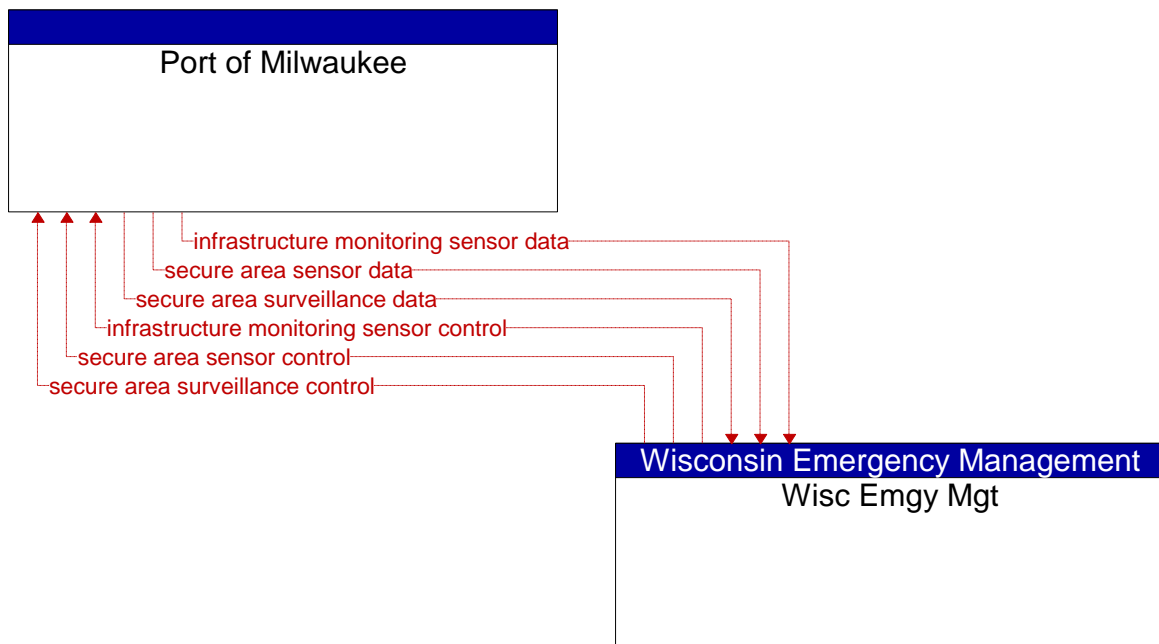 Port of Milwaukee
infrastructure monitoring sensor data
secure area sensor data
secure area surveillance data
infrastructure monitoring sensor control
secure area sensor control
secure area surveillance control
Wisconsin Emergency Management
Wisc Emgy Mgt